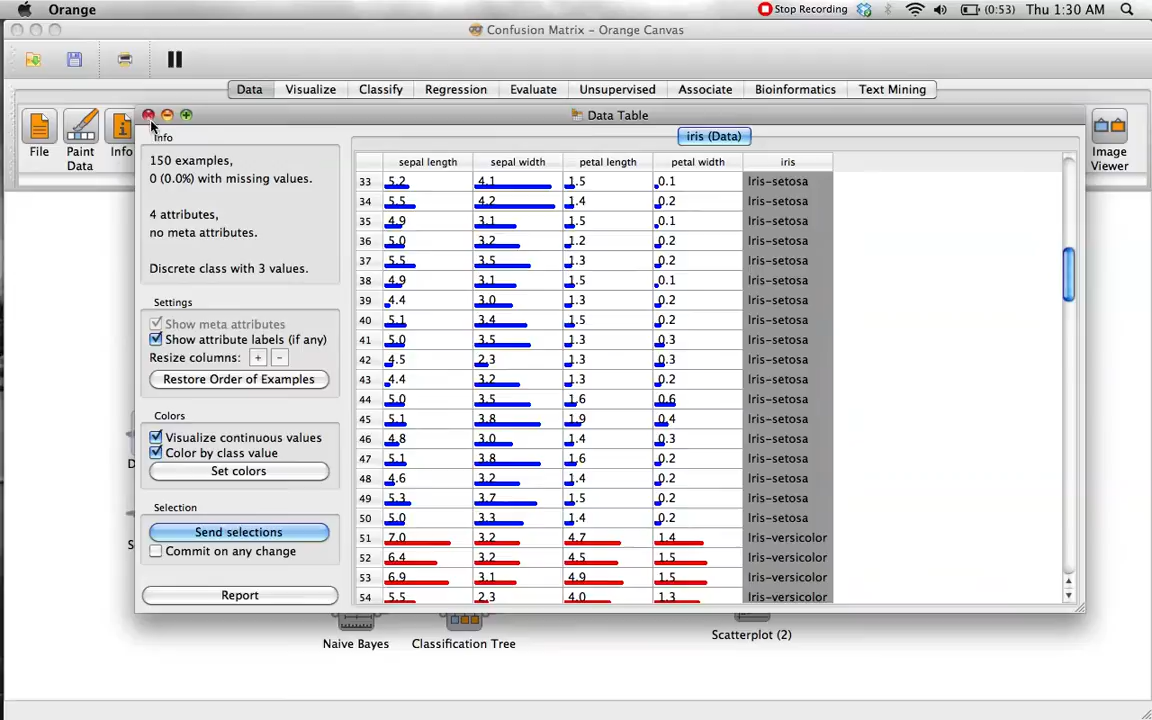 Orange Stop Recording (0:53) Thu 1:30 AM
Confusion Matrix - Orange Canvas
Data Visualize Classify Regression Evaluate Unsupervised Associate Bioinformatics Text Mining
File Paint Data Info Image Viewer
Data Table
Info
150 examples,
0 (0.0%) with missing values.
4 attributes,
no meta attributes.
Discrete class with 3 values.
Settings
Show meta attributes
Show attribute labels (if any)
Resize columns: + -
Restore Order of Examples
Colors
Visualize continuous values
Color by class value
Set colors
Selection
Send selections
Commit on any change
Report
iris (Data)
sepal length sepal width petal length petal width iris
33 5.2 4.1 1.5 0.1 Iris-setosa
34 5.5 4.2 1.4 0.2 Iris-setosa
35 4.9 3.1 1.5 0.1 Iris-setosa
36 5.0 3.2 1.2 0.2 Iris-setosa
37 5.5 3.5 1.3 0.2 Iris-setosa
38 4.9 3.1 1.5 0.1 Iris-setosa
39 4.4 3.0 1.3 0.2 Iris-setosa
40 5.1 3.4 1.5 0.2 Iris-setosa
41 5.0 3.5 1.3 0.3 Iris-setosa
42 4.5 2.3 1.3 0.3 Iris-setosa
43 4.4 3.2 1.3 0.2 Iris-setosa
44 5.0 3.5 1.6 0.6 Iris-setosa
45 5.1 3.8 1.9 0.4 Iris-setosa
46 4.8 3.0 1.4 0.3 Iris-setosa
47 5.1 3.8 1.6 0.2 Iris-setosa
48 4.6 3.2 1.4 0.2 Iris-setosa
49 5.3 3.7 1.5 0.2 Iris-setosa
50 5.0 3.3 1.4 0.2 Iris-setosa
51 7.0 3.2 4.7 1.4 Iris-versicolor
52 6.4 3.2 4.5 1.5 Iris-versicolor
53 6.9 3.1 4.9 1.5 Iris-versicolor
54 5.5 2.3 4.0 1.3 Iris-versicolor
D
S
Naive Bayes Classification Tree Scatterplot (2)